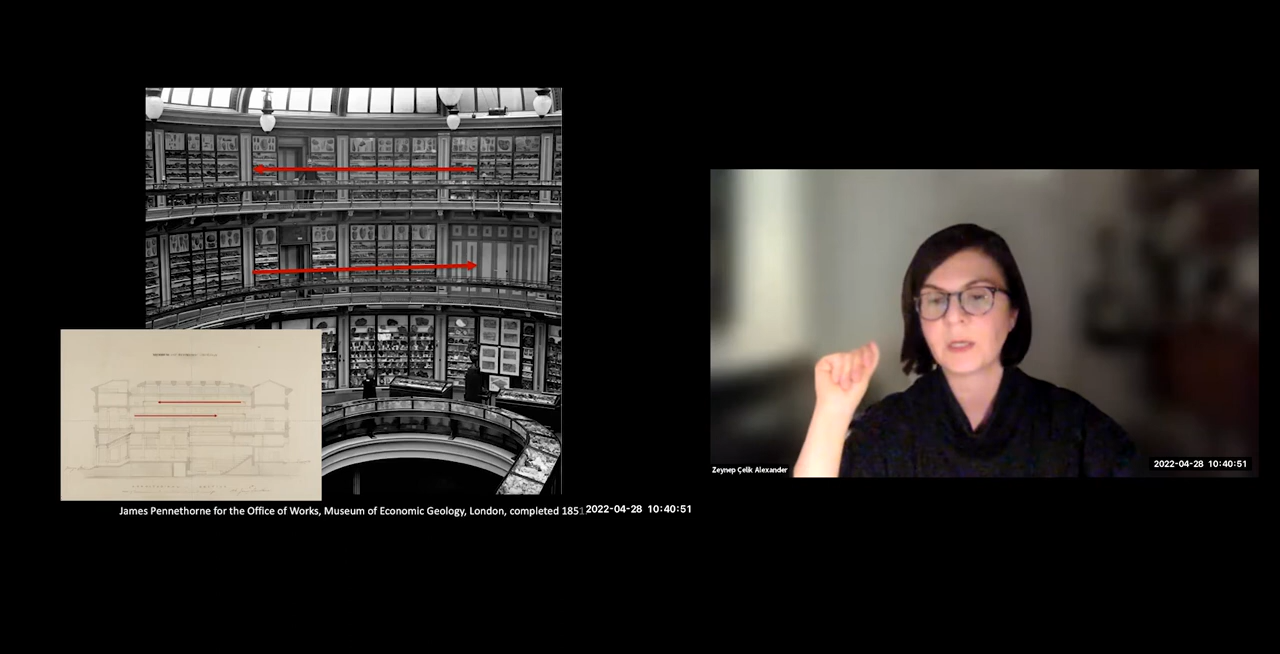 James Pennethorne for the Office of Works, Museum of Economic Geology, London, completed 1851
2022-04-28 10:40:51
Zeynep Çelik Alexander
2022-04-28 10:40:51